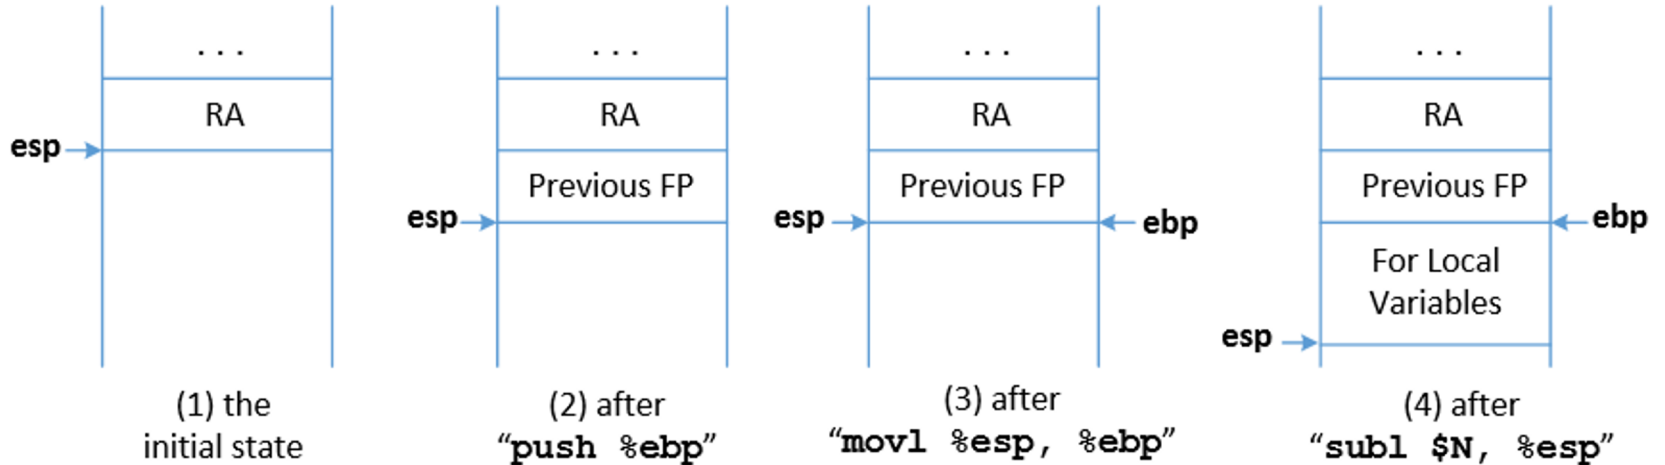 . . .
RA
esp
(1) the
initial state
. . .
RA
Previous FP
esp
(2) after
“push %ebp”
. . .
RA
Previous FP
esp
ebp
(3) after
“movl %esp, %ebp”
. . .
RA
Previous FP
ebp
For Local
Variables
esp
(4) after
“subl $N, %esp”